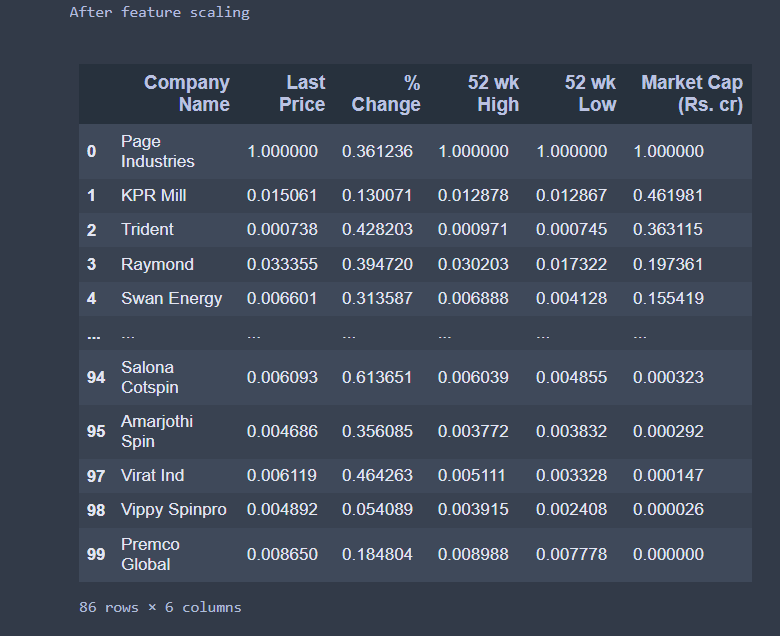 After feature scaling
Company Name Last Price % Change 52 wk High 52 wk Low Market Cap (Rs. cr)
0 Page Industries 1.000000 0.361236 1.000000 1.000000 1.000000
1 KPR Mill 0.015061 0.130071 0.012878 0.012867 0.461981
2 Trident 0.000738 0.428203 0.000971 0.000745 0.363115
3 Raymond 0.033355 0.394720 0.030203 0.017322 0.197361
4 Swan Energy 0.006601 0.313587 0.006888 0.004128 0.155419
... ... ... ... ... ... ...
94 Salona Cotspin 0.006093 0.613651 0.006039 0.004855 0.000323
95 Amarjothi Spin 0.004686 0.356085 0.003772 0.003832 0.000292
97 Virat Ind 0.006119 0.464263 0.005111 0.003328 0.000147
98 Vippy Spinpro 0.004892 0.054089 0.003915 0.002408 0.000026
99 Premco Global 0.008650 0.184804 0.008988 0.007778 0.000000
86 rows × 6 columns